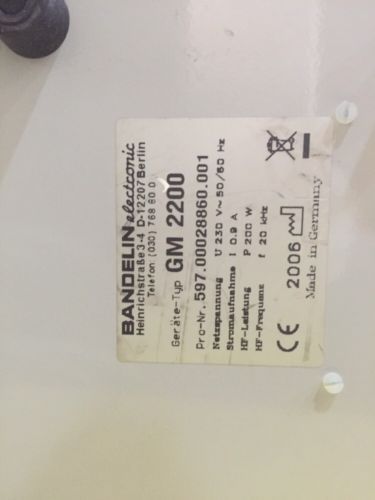 BANDELIN electronic
Heinrichstraße 3-4 D-12207 Berlin
Telefon (030) 768 80 0
Geräte-Typ GM 2200
Pro-Nr. 597.00028860.001
Netzspannung U 230 V~ 50/60 Hz
Stromaufnahme I 0.9 A
HF-Leistung P 200 W
HF-Frequenz f 20 kHz
CE 2006
Made in Germany